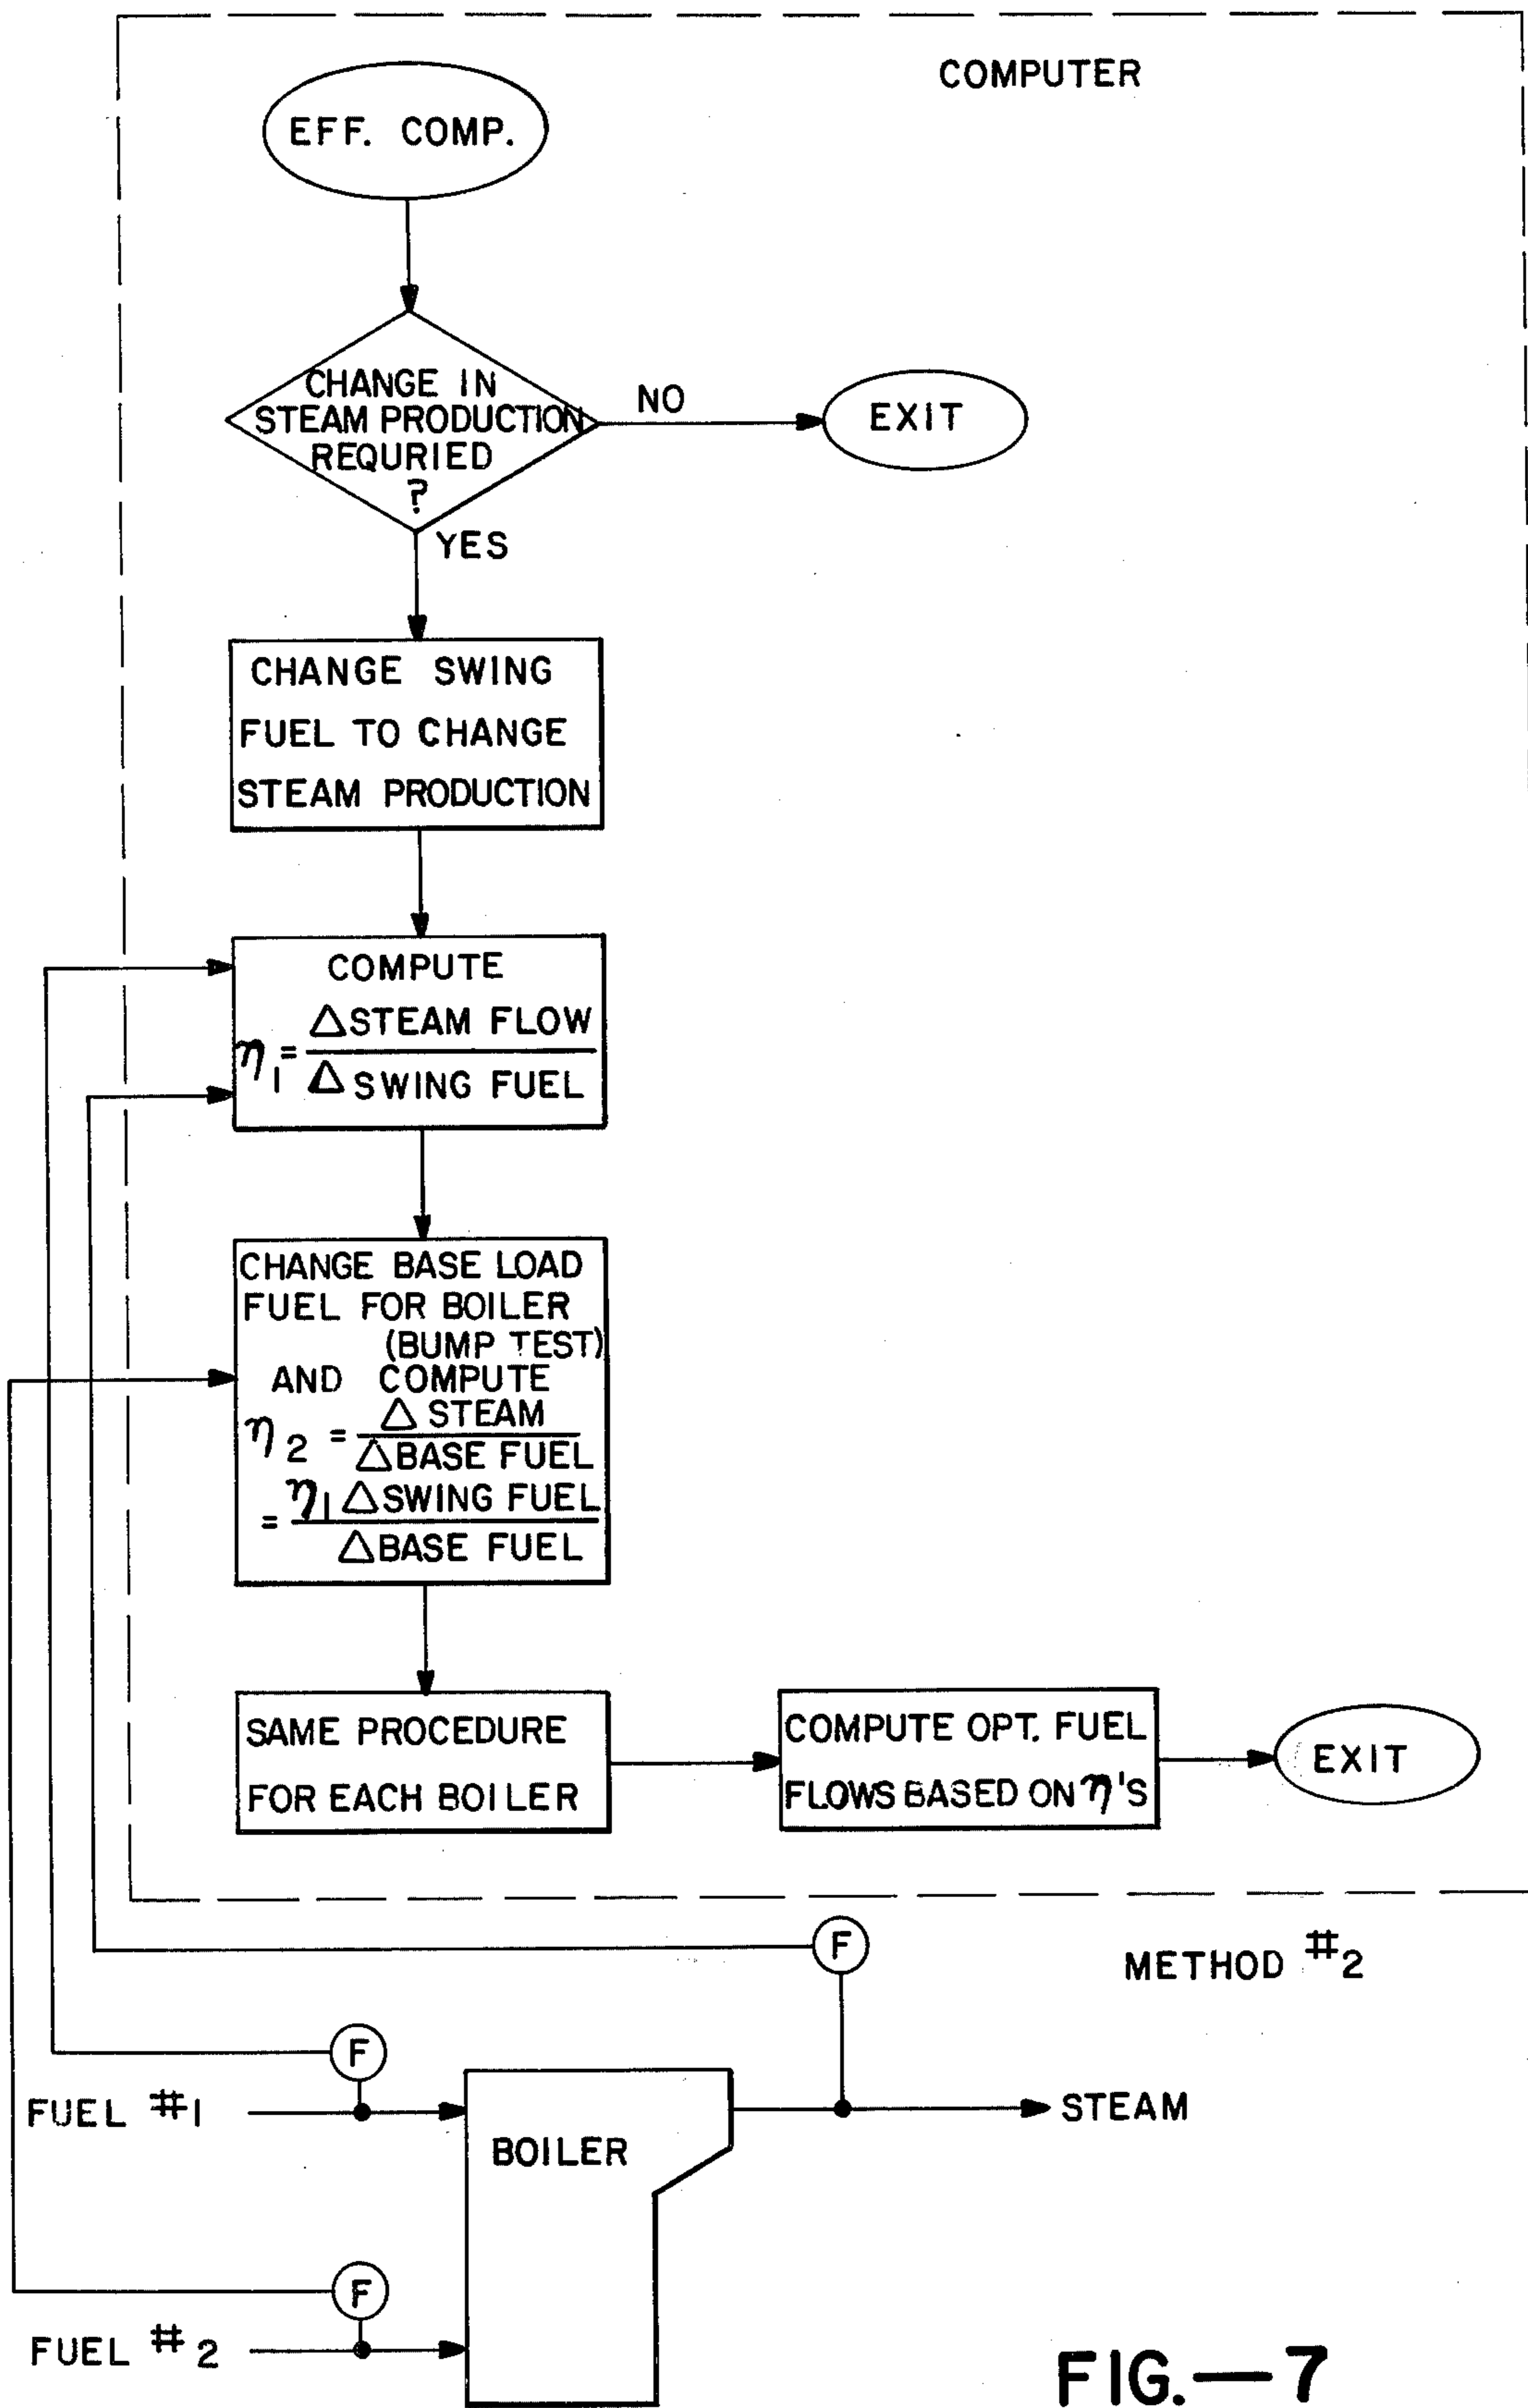 COMPUTER
EFF. COMP.
CHANGE IN
STEAM PRODUCTION
REQURIED
?
NO
EXIT
YES
CHANGE SWING
FUEL TO CHANGE
STEAM PRODUCTION
COMPUTE
η1 = ΔSTEAM FLOW / Δ SWING FUEL
CHANGE BASE LOAD
FUEL FOR BOILER
(BUMP TEST)
AND COMPUTE
η2 = Δ STEAM / ΔBASE FUEL
= η1 ΔSWING FUEL / ΔBASE FUEL
SAME PROCEDURE
FOR EACH BOILER
COMPUTE OPT. FUEL
FLOWS BASED ON η'S
EXIT
F
METHOD #2
F
FUEL #1
BOILER
STEAM
F
FUEL #2
FIG.—7